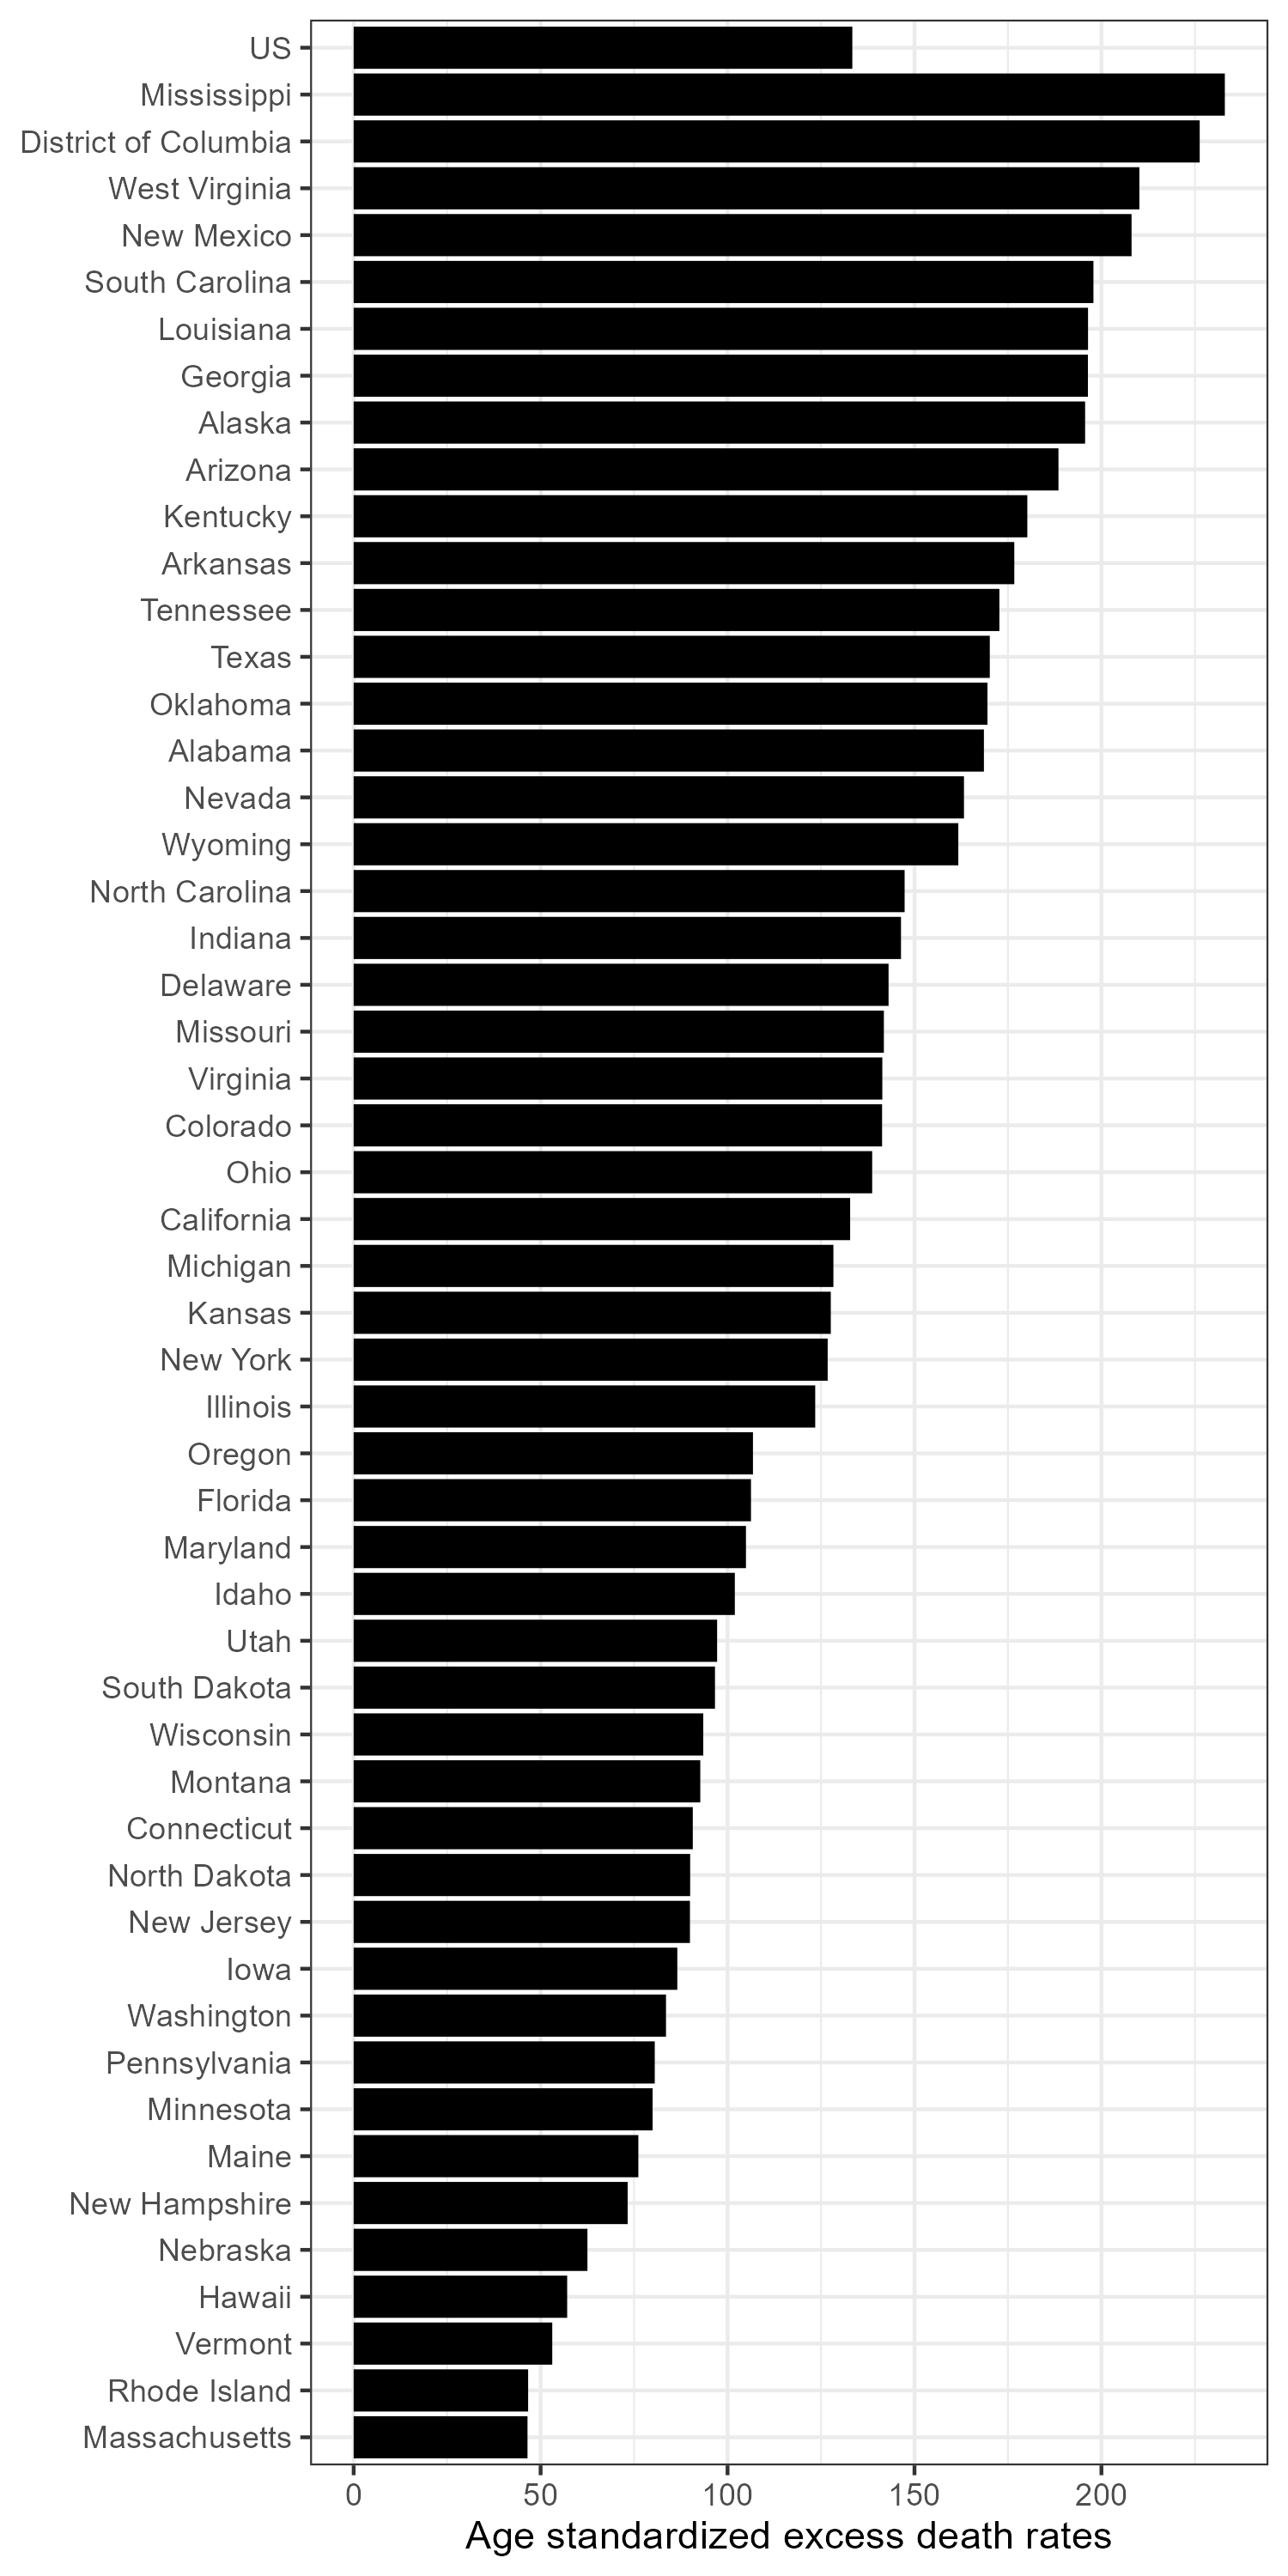 US
Mississippi
District of Columbia
West Virginia
New Mexico
South Carolina
Louisiana
Georgia
Alaska
Arizona
Kentucky
Arkansas
Tennessee
Texas
Oklahoma
Alabama
Nevada
Wyoming
North Carolina
Indiana
Delaware
Missouri
Virginia
Colorado
Ohio
California
Michigan
Kansas
New York
Illinois
Oregon
Florida
Maryland
Idaho
Utah
South Dakota
Wisconsin
Montana
Connecticut
North Dakota
New Jersey
Iowa
Washington
Pennsylvania
Minnesota
Maine
New Hampshire
Nebraska
Hawaii
Vermont
Rhode Island
Massachusetts
0 50 100 150 200
Age standardized excess death rates